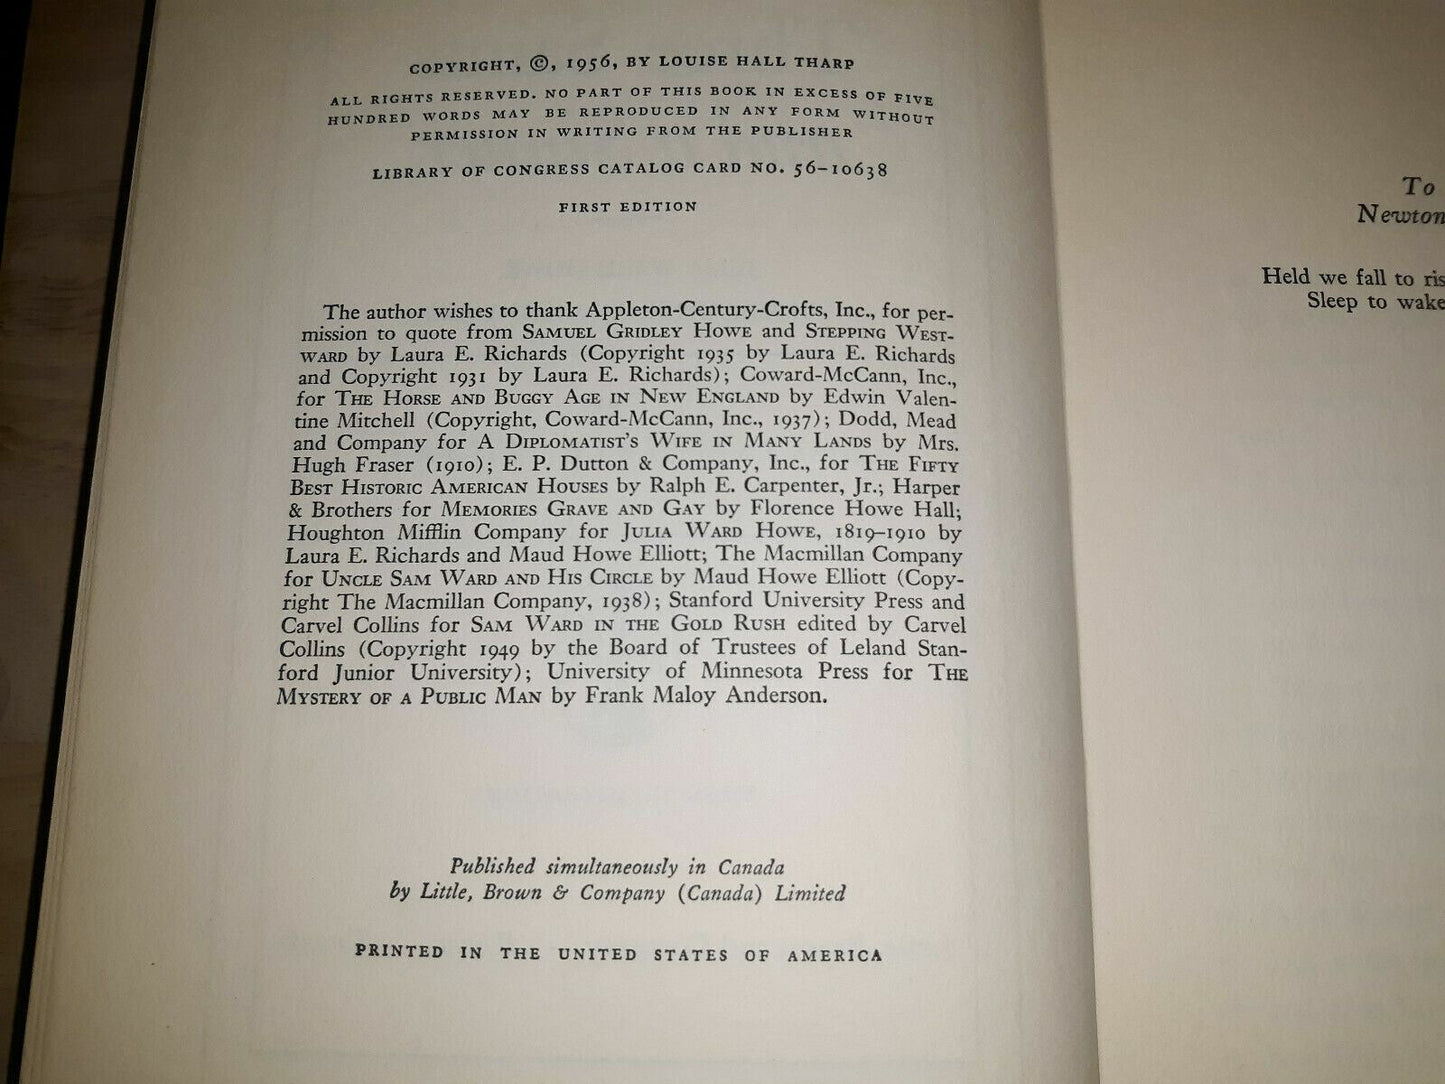 COPYRIGHT, ©, 1956, BY LOUISE HALL THARP
ALL RIGHTS RESERVED. NO PART OF THIS BOOK IN EXCESS OF FIVE
HUNDRED WORDS MAY BE REPRODUCED IN ANY FORM WITHOUT
PERMISSION IN WRITING FROM THE PUBLISHER
LIBRARY OF CONGRESS CATALOG CARD NO. 56–10638
FIRST EDITION
The author wishes to thank Appleton-Century-Crofts, Inc., for per-
mission to quote from SAMUEL GRIDLEY HOWE and STEPPING WEST-
WARD by Laura E. Richards (Copyright 1935 by Laura E. Richards
and Copyright 1931 by Laura E. Richards); Coward-McCann, Inc.,
for THE HORSE AND BUGGY AGE IN NEW ENGLAND by Edwin Valen-
tine Mitchell (Copyright, Coward-McCann, Inc., 1937); Dodd, Mead
and Company for A DIPLOMATIST'S WIFE IN MANY LANDS by Mrs.
Hugh Fraser (1910); E. P. Dutton & Company, Inc., for THE FIFTY
BEST HISTORIC AMERICAN HOUSES by Ralph E. Carpenter, Jr.; Harper
& Brothers for MEMORIES GRAVE AND GAY by Florence Howe Hall;
Houghton Mifflin Company for JULIA WARD HOWE, 1819–1910 by
Laura E. Richards and Maud Howe Elliott; The Macmillan Company
for UNCLE SAM WARD AND HIS CIRCLE by Maud Howe Elliott (Copy-
right The Macmillan Company, 1938); Stanford University Press and
Carvel Collins for SAM WARD IN THE GOLD RUSH edited by Carvel
Collins (Copyright 1949 by the Board of Trustees of Leland Stan-
ford Junior University); University of Minnesota Press for THE
MYSTERY OF A PUBLIC MAN by Frank Maloy Anderson.
Published simultaneously in Canada
by Little, Brown & Company (Canada) Limited
PRINTED IN THE UNITED STATES OF AMERICA
To
Newton
Held we fall to ris
Sleep to wake